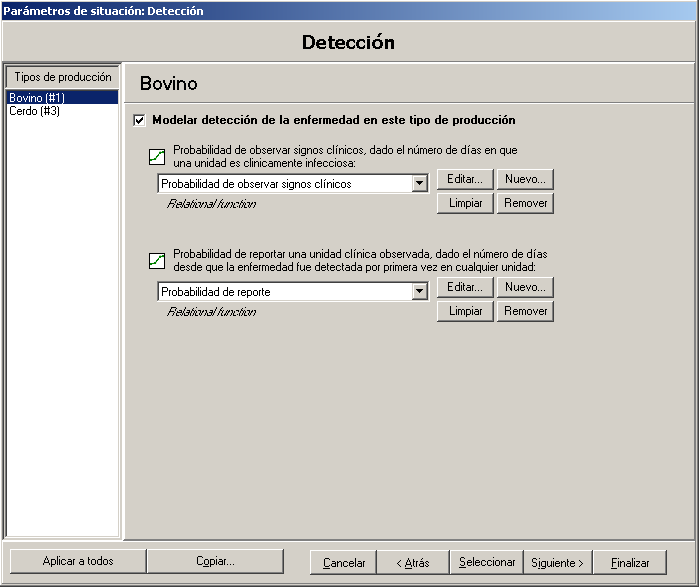 Parámetros de situación: Detección
Detección
Tipos de producción
Bovino (#1)
Cerdo (#3)
Bovino
Modelar detección de la enfermedad en este tipo de producción
Probabilidad de observar signos clínicos, dado el número de días en que
una unidad es clinicamente infecciosa:
Probabilidad de observar signos clínicos
Editar...
Nuevo...
Relational function
Limpiar
Remover
Probabilidad de reportar una unidad clínica observada, dado el número de días
desde que la enfermedad fue detectada por primera vez en cualquier unidad:
Probabilidad de reporte
Editar...
Nuevo...
Relational function
Limpiar
Remover
Aplicar a todos
Copiar...
Cancelar
< Atrás
Seleccionar
Siguiente >
Finalizar